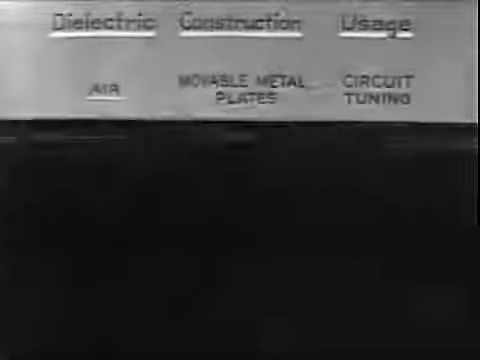 Dielectric Construction Usage
AIR MOVABLE METAL PLATES CIRCUIT TUNING